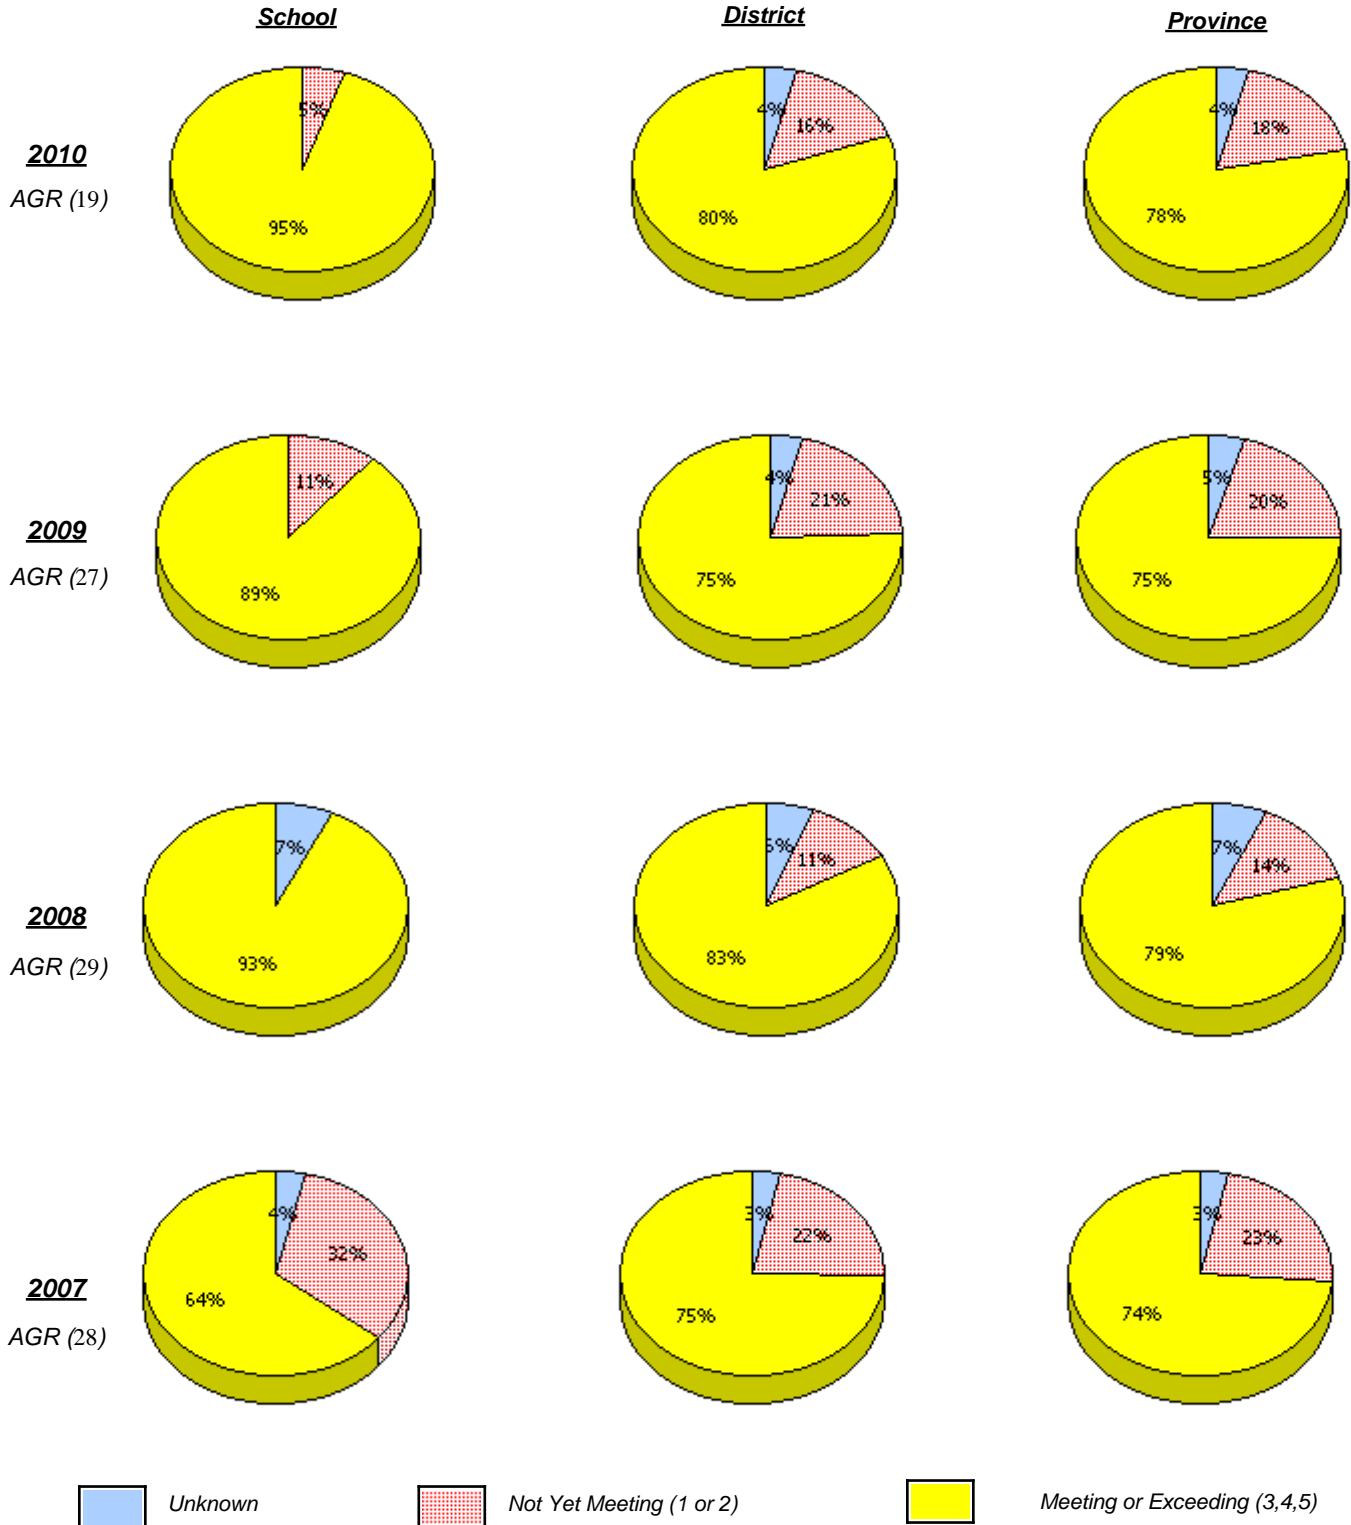 School District Province
5% 4% 16% 4% 18%
2010
AGR (19)
95% 80% 78%
11% 4% 21% 5% 20%
2009
AGR (27)
89% 75% 75%
7% 11% 7% 14%
2008
AGR (29)
93% 83% 79%
4% 32% 3% 22% 3% 23%
2007
AGR (28)
64% 75% 74%
Unknown Not Yet Meeting (1 or 2) Meeting or Exceeding (3,4,5)